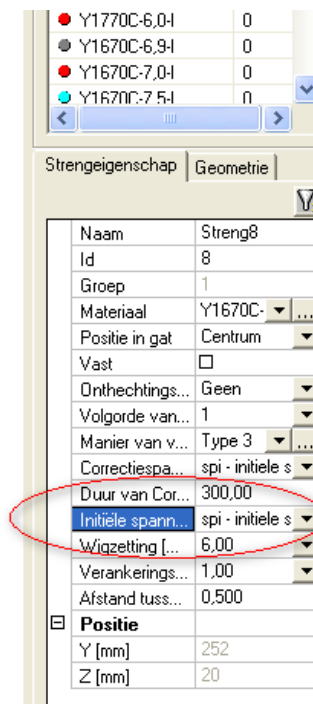 Y1770C-6,0-I 0
Y1670C-6,9-I 0
Y1670C-7,0-I 0
Y1670C-7,5-I 0
Strengeigenschap Geometrie
Naam Streng8
Id 8
Groep 1
Materiaal Y1670C- ...
Positie in gat Centrum
Vast
Onthechtings... Geen
Volgorde van... 1
Manier van v... Type 3 ...
Correctiespa... spi - initiele s
Duur van Cor... 300,00
Initiële spann... spi - initiele s
Wigzetting [... 6,00
Verankerings... 1,00
Afstand tuss... 0,500
Positie
Y [mm] 252
Z [mm] 20